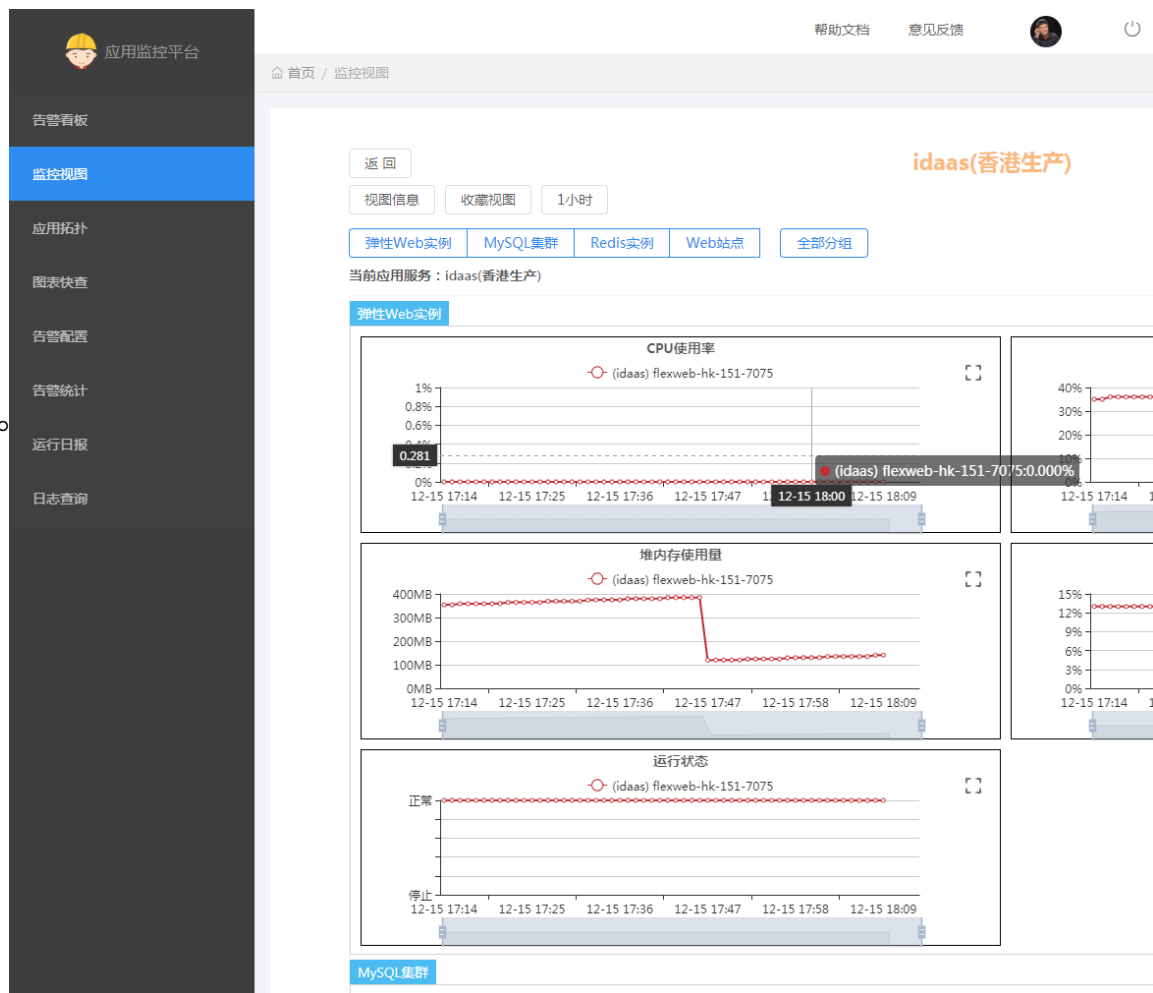 帮助文档 意见反馈
应用监控平台
首页 / 监控视图
告警看板
监控视图
应用拓扑
图表快查
告警配置
告警统计
运行日报
日志查询
返 回
idaas(香港生产)
视图信息 收藏视图 1小时
弹性Web实例 MySQL集群 Redis实例 Web站点 全部分组
当前应用服务：idaas(香港生产)
弹性Web实例
CPU使用率
(idaas) flexweb-hk-151-7075
1%
0.8%
0.6%
0.4%
0.281
0.2%
0%
(idaas) flexweb-hk-151-7075:0.000%
12-15 17:14 12-15 17:25 12-15 17:36 12-15 17:47 12-15 18:00 12-15 18:09
40%
30%
20%
10%
0%
12-15 17:14 1
堆内存使用量
(idaas) flexweb-hk-151-7075
400MB
300MB
200MB
100MB
0MB
12-15 17:14 12-15 17:25 12-15 17:36 12-15 17:47 12-15 17:58 12-15 18:09
15%
12%
9%
6%
3%
0%
12-15 17:14 1
运行状态
(idaas) flexweb-hk-151-7075
正常
停止
12-15 17:14 12-15 17:25 12-15 17:36 12-15 17:47 12-15 17:58 12-15 18:09
MySQL集群